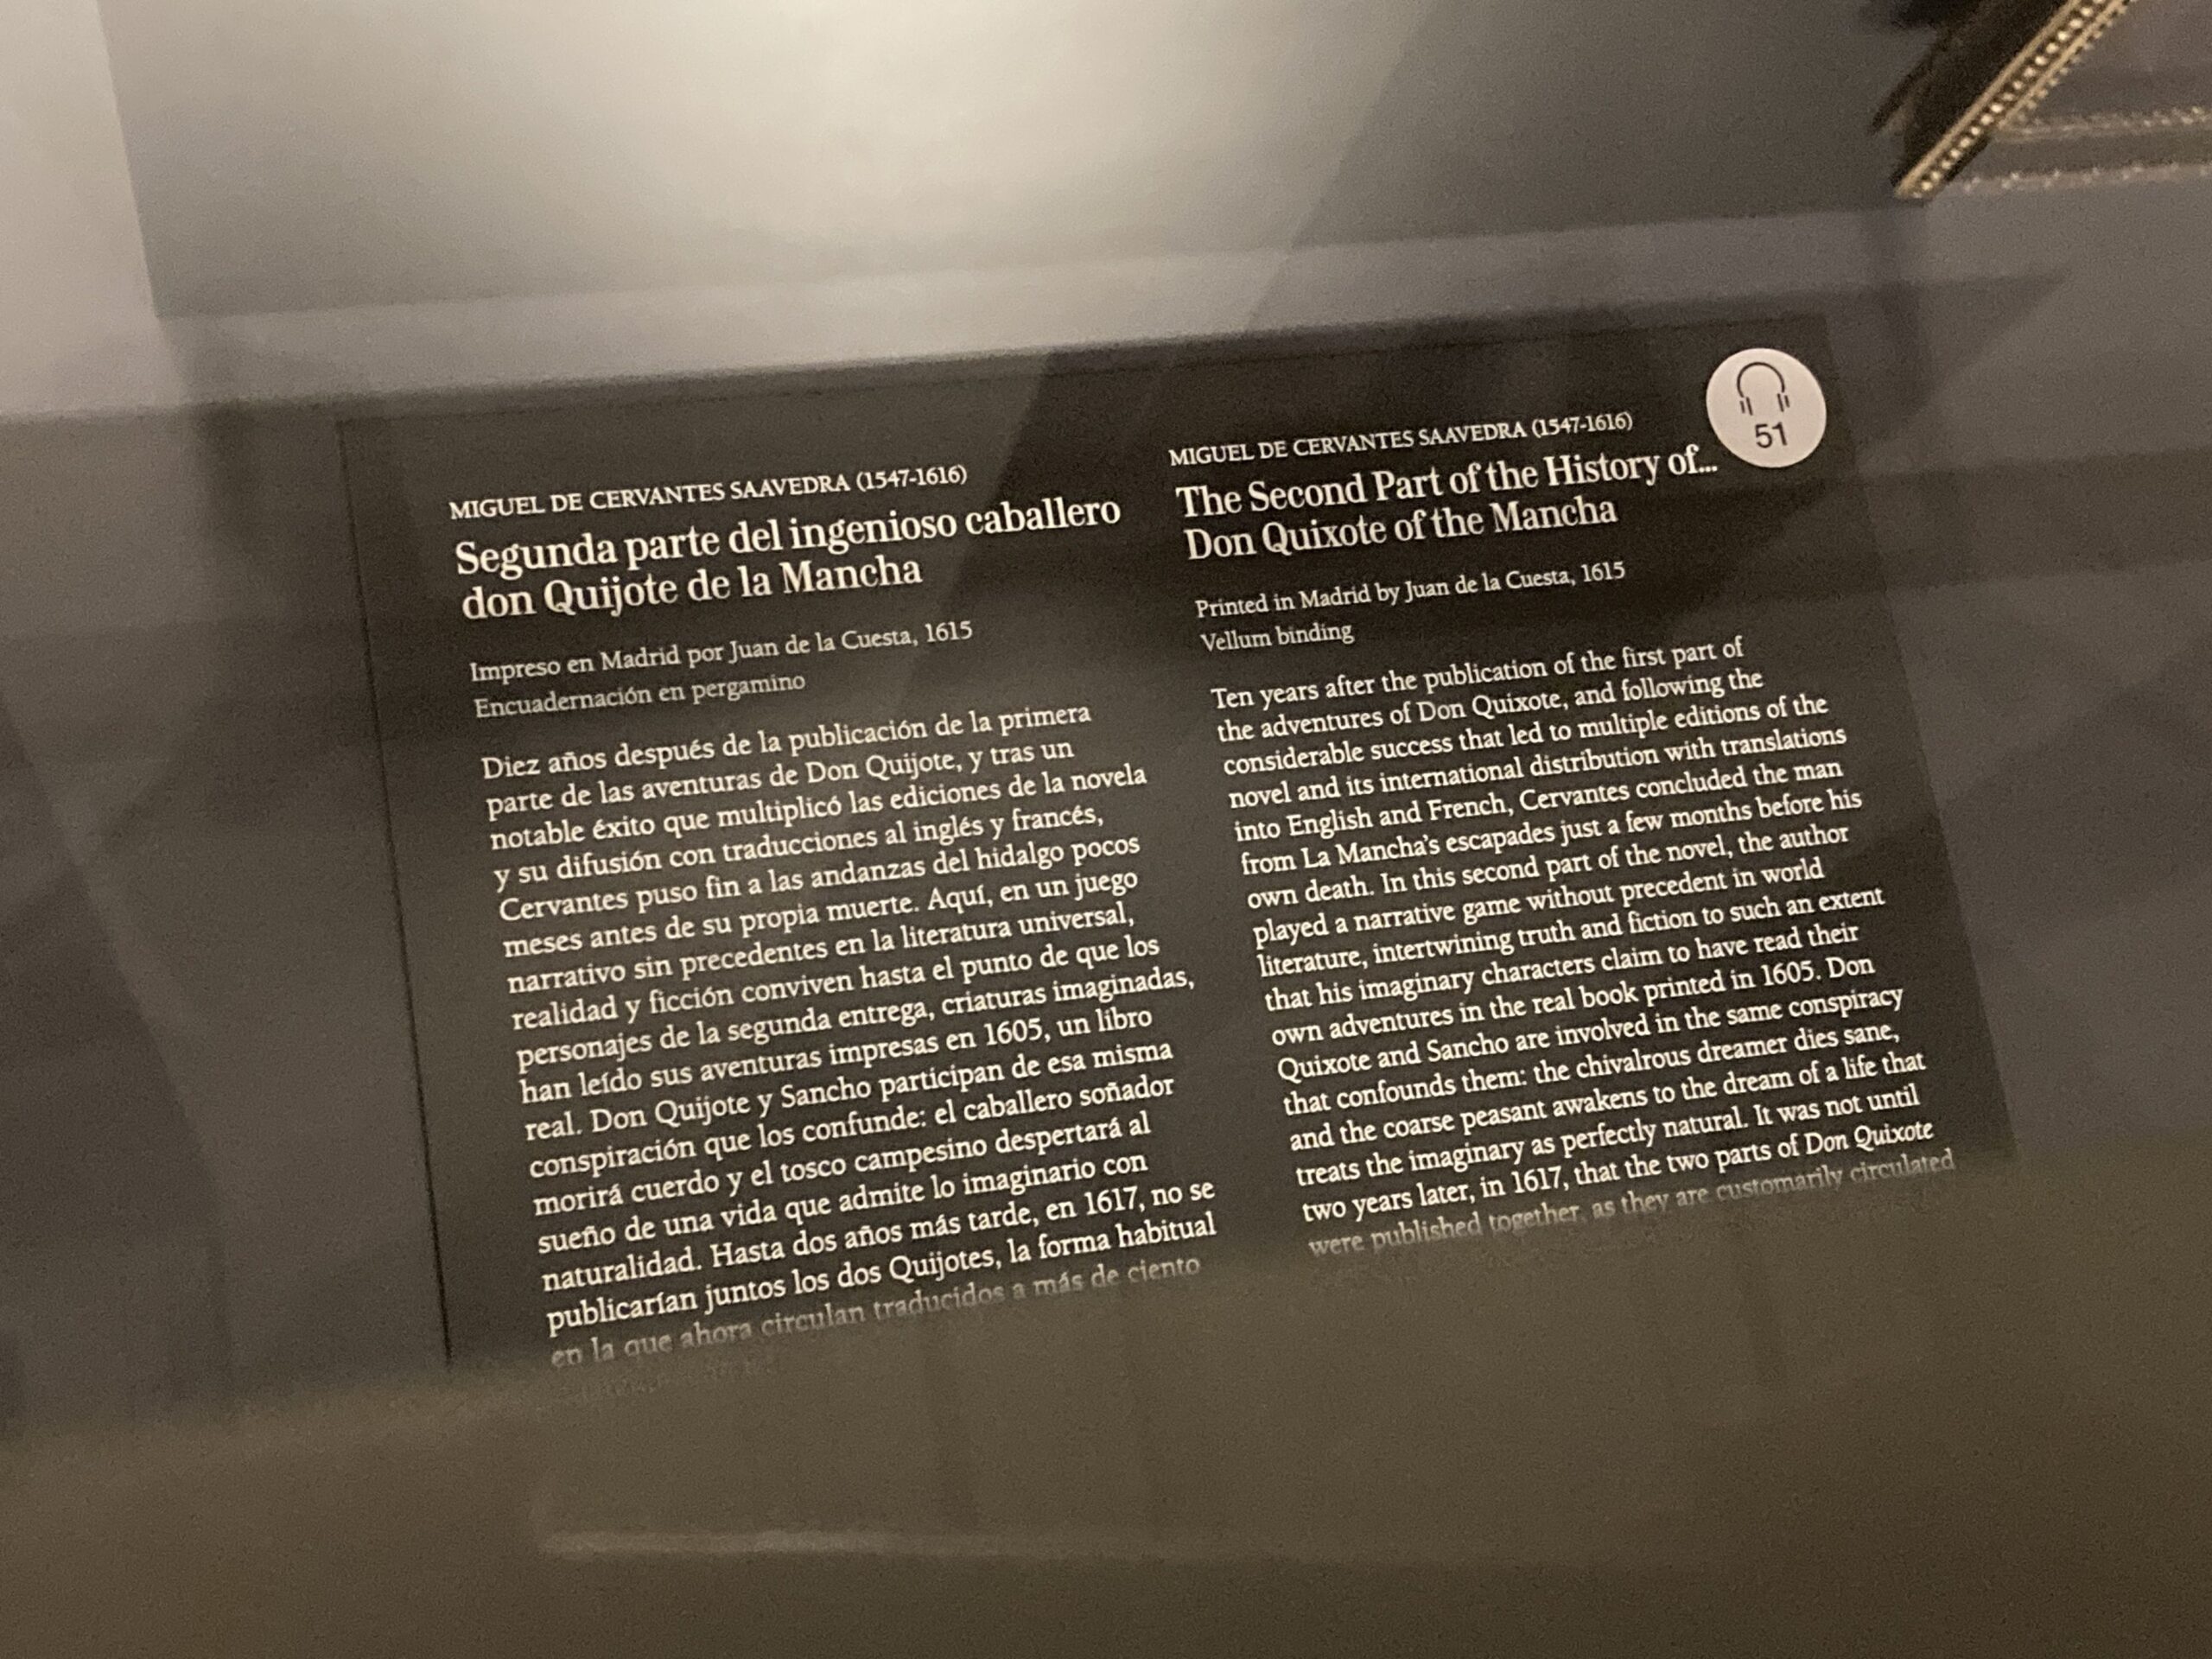 MIGUEL DE CERVANTES SAAVEDRA (1547-1616)
Segunda parte del ingenioso caballero
don Quijote de la Mancha
Impreso en Madrid por Juan de la Cuesta, 1615
Encuadernación en pergamino
Diez años después de la publicación de la primera
parte de las aventuras de Don Quijote, y tras un
notable éxito que multiplicó las ediciones de la novela
y su difusión con traducciones al inglés y francés,
Cervantes puso fin a las andanzas del hidalgo pocos
meses antes de su propia muerte. Aquí, en un juego
narrativo sin precedentes en la literatura universal,
realidad y ficción conviven hasta el punto de que los
personajes de la segunda entrega, criaturas imaginadas,
han leído sus aventuras impresas en 1605, un libro
real. Don Quijote y Sancho participan de esa misma
conspiración que los confunde: el caballero soñador
morirá cuerdo y el tosco campesino despertará al
sueño de una vida que admite lo imaginario con
naturalidad. Hasta dos años más tarde, en 1617, no se
publicarían juntos los dos Quijotes, la forma habitual
en la que ahora circulan traducidos a más de ciento
MIGUEL DE CERVANTES SAAVEDRA (1547-1616)
The Second Part of the History of...
Don Quixote of the Mancha
Printed in Madrid by Juan de la Cuesta, 1615
Vellum binding
Ten years after the publication of the first part of
the adventures of Don Quixote, and following the
considerable success that led to multiple editions of the
novel and its international distribution with translations
into English and French, Cervantes concluded the man
from La Mancha's escapades just a few months before his
own death. In this second part of the novel, the author
played a narrative game without precedent in world
literature, intertwining truth and fiction to such an extent
that his imaginary characters claim to have read their
own adventures in the real book printed in 1605. Don
Quixote and Sancho are involved in the same conspiracy
that confounds them: the chivalrous dreamer dies sane,
and the coarse peasant awakens to the dream of a life that
treats the imaginary as perfectly natural. It was not until
two years later, in 1617, that the two parts of Don Quixote
were published together, as they are customarily circulated
51